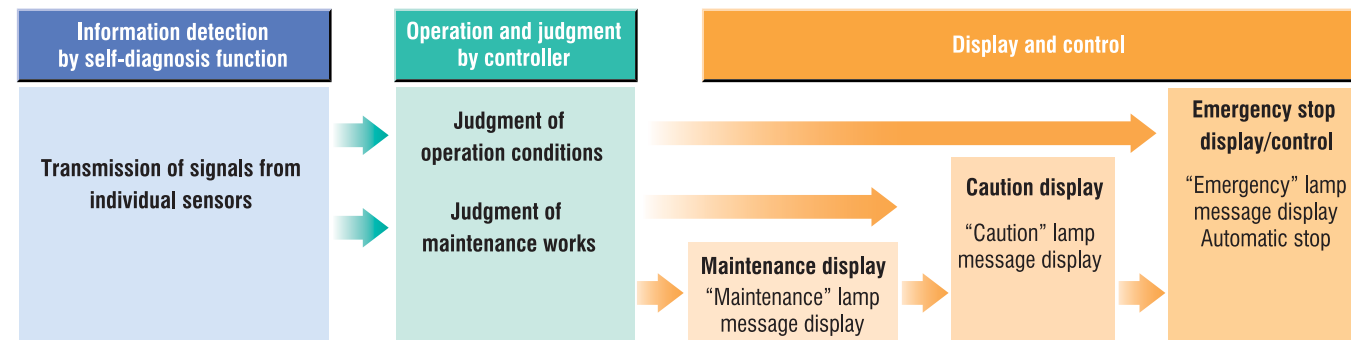 Information detection
by self-diagnosis function
Operation and judgment
by controller
Display and control
Transmission of signals from
individual sensors
Judgment of
operation conditions
Judgment of
maintenance works
Maintenance display
“Maintenance” lamp
message display
Caution display
“Caution” lamp
message display
Emergency stop
display/control
“Emergency” lamp
message display
Automatic stop